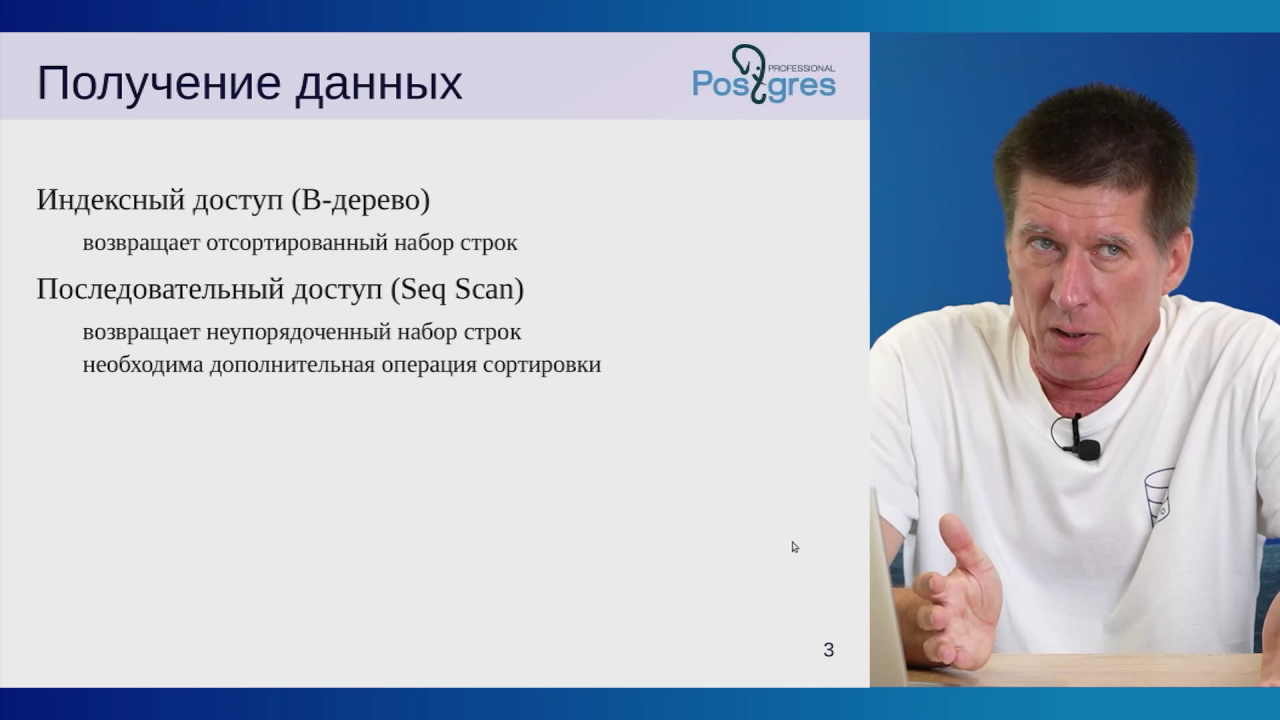 Получение данных
PROFESSIONAL
Postgres
Индексный доступ (B-дерево)
возвращает отсортированный набор строк
Последовательный доступ (Seq Scan)
возвращает неупорядоченный набор строк
необходима дополнительная операция сортировки
3